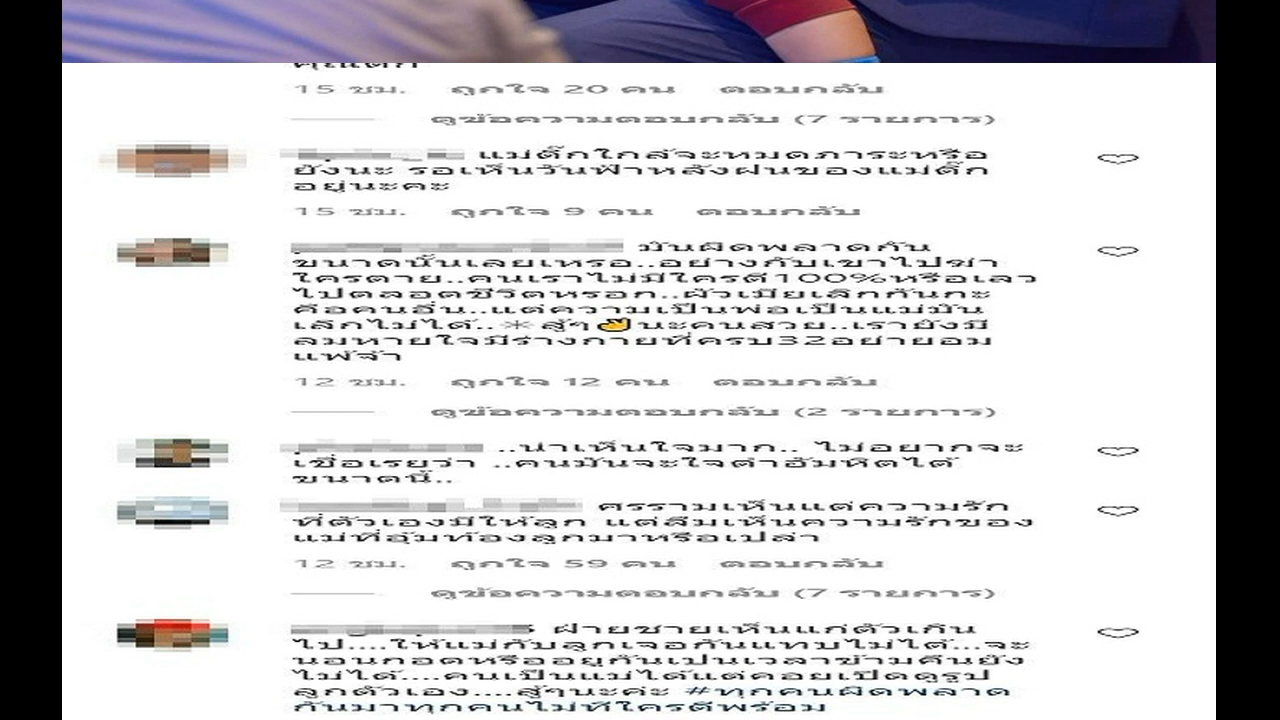 คุณติ๊ก
15 ชม. ถูกใจ 20 คน ตอบกลับ
ดูข้อความตอบกลับ (7 รายการ)
แม่ติ๊กใกล้จะหมดภาระหรือ
ยังนะ รอเห็นวันฟ้าหลังฝนของแม่ติ๊ก
อยู่นะคะ
15 ชม. ถูกใจ 9 คน ตอบกลับ
มันผิดพลาดกัน
ขนาดนั้นเลยเหรอ..อย่างกับเขาไปฆ่า
ใครตาย..คนเราไม่มีใครดี100%หรือเลว
ไปตลอดชีวิตหรอก..ผัวเมียเลิกกันกะ
คือคนอื่น..แต่ความเป็นพ่อเป็นแม่มัน
เลิกไม่ได้.. สู้ๆ✌นะคนสวย..เรายังมี
ลมหายใจมีร่างกายที่ครบ32อย่ายอม
แพ้จ้า
12 ชม. ถูกใจ 12 คน ตอบกลับ
ดูข้อความตอบกลับ (2 รายการ)
..น่าเห็นใจมาก.. ไม่อยากจะ
เชื่อเรยว่า ..คนมันจะใจดำอัมหิตได้
ขนาดนี้..
ศรรามเห็นแต่ความรัก
ที่ตัวเองมีให้ลูก แต่ลืมเห็นความรักของ
แม่ที่อุ้มท้องลูกมาหรือเปล่า
12 ชม. ถูกใจ 59 คน ตอบกลับ
ดูข้อความตอบกลับ (7 รายการ)
ฝ่ายชายเห็นแก่ตัวเกิน
ไป....ให้แม่กับลูกเจอกันแทบไม่ได้...จะ
นอนกอดหรืออยู่กันเปนเวลาข้ามคืนยัง
ไม่ได้....คนเป็นแม่ได้แต่คอยเปิดดูรูป
ลูกตัวเอง....สู้ๆนะค่ะ #ทุกคนผิดพลาด
กันมาทุกคนไม่ทีใครดีพร้อม